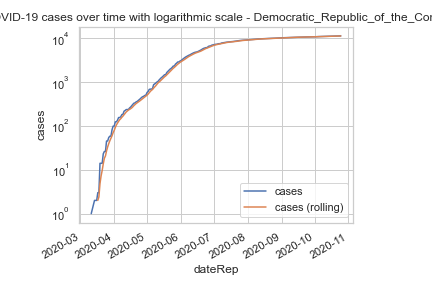 VID-19 cases over time with logarithmic scale - Democratic_Republic_of_the_Con
10⁴
10³
10²
10¹
10⁰
cases
cases
cases (rolling)
2020-03
2020-04
2020-05
2020-06
2020-07
2020-08
2020-09
2020-10
2020-11
dateRep